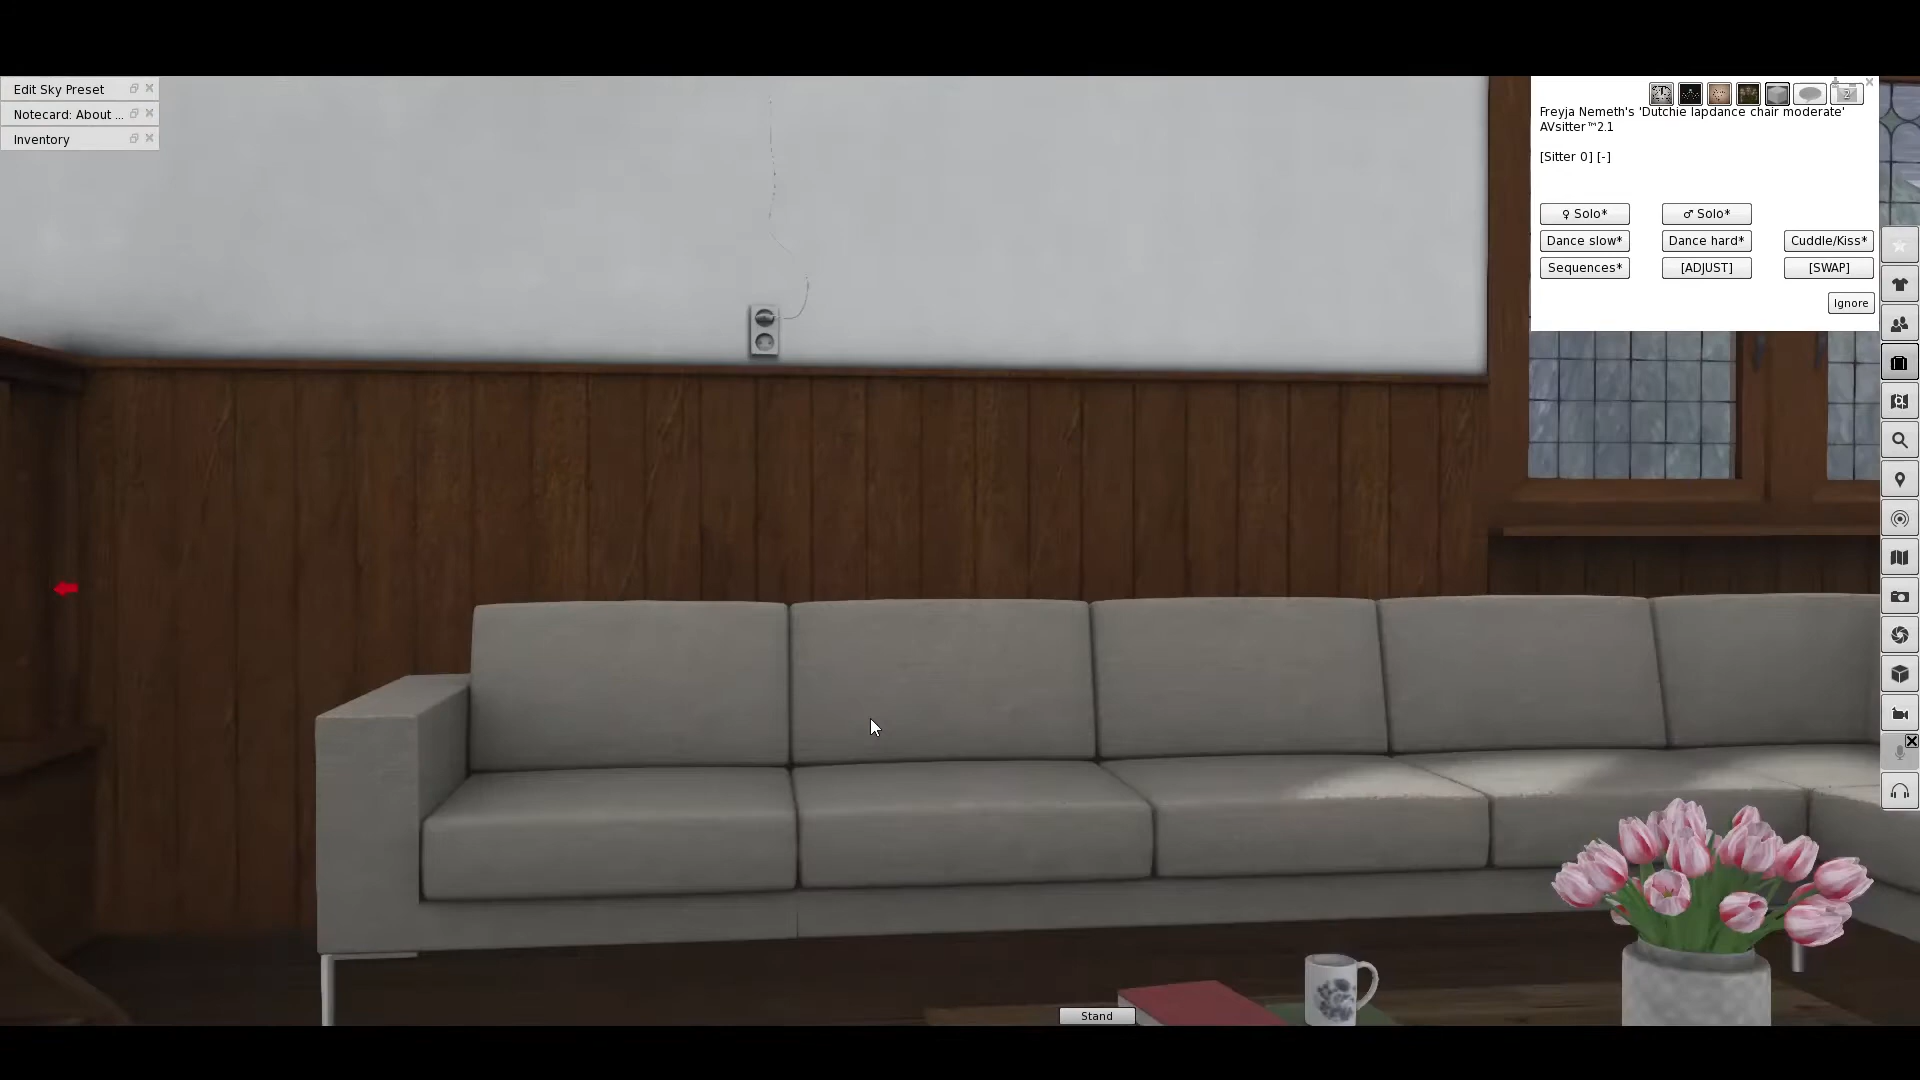 Edit Sky Preset
Notecard: About ...
Inventory
2
Freyja Nemeth's 'Dutchie lapdance chair moderate'
AVsitter™2.1
[Sitter 0] [-]
♀ Solo* ♂ Solo*
Dance slow* Dance hard* Cuddle/Kiss*
Sequences* [ADJUST] [SWAP]
Ignore
Stand